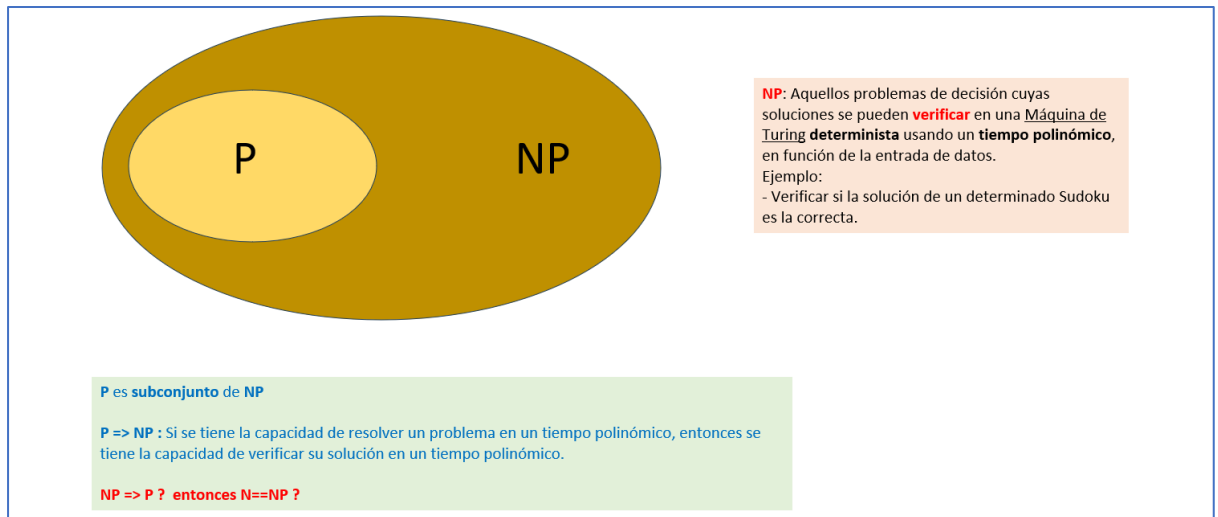 P
NP
NP: Aquellos problemas de decisión cuyas
soluciones se pueden verificar en una Máquina de
Turing determinista usando un tiempo polinómico,
en función de la entrada de datos.
Ejemplo:
- Verificar si la solución de un determinado Sudoku
es la correcta.
P es subconjunto de NP
P => NP : Si se tiene la capacidad de resolver un problema en un tiempo polinómico, entonces se
tiene la capacidad de verificar su solución en un tiempo polinómico.
NP => P ? entonces N==NP ?